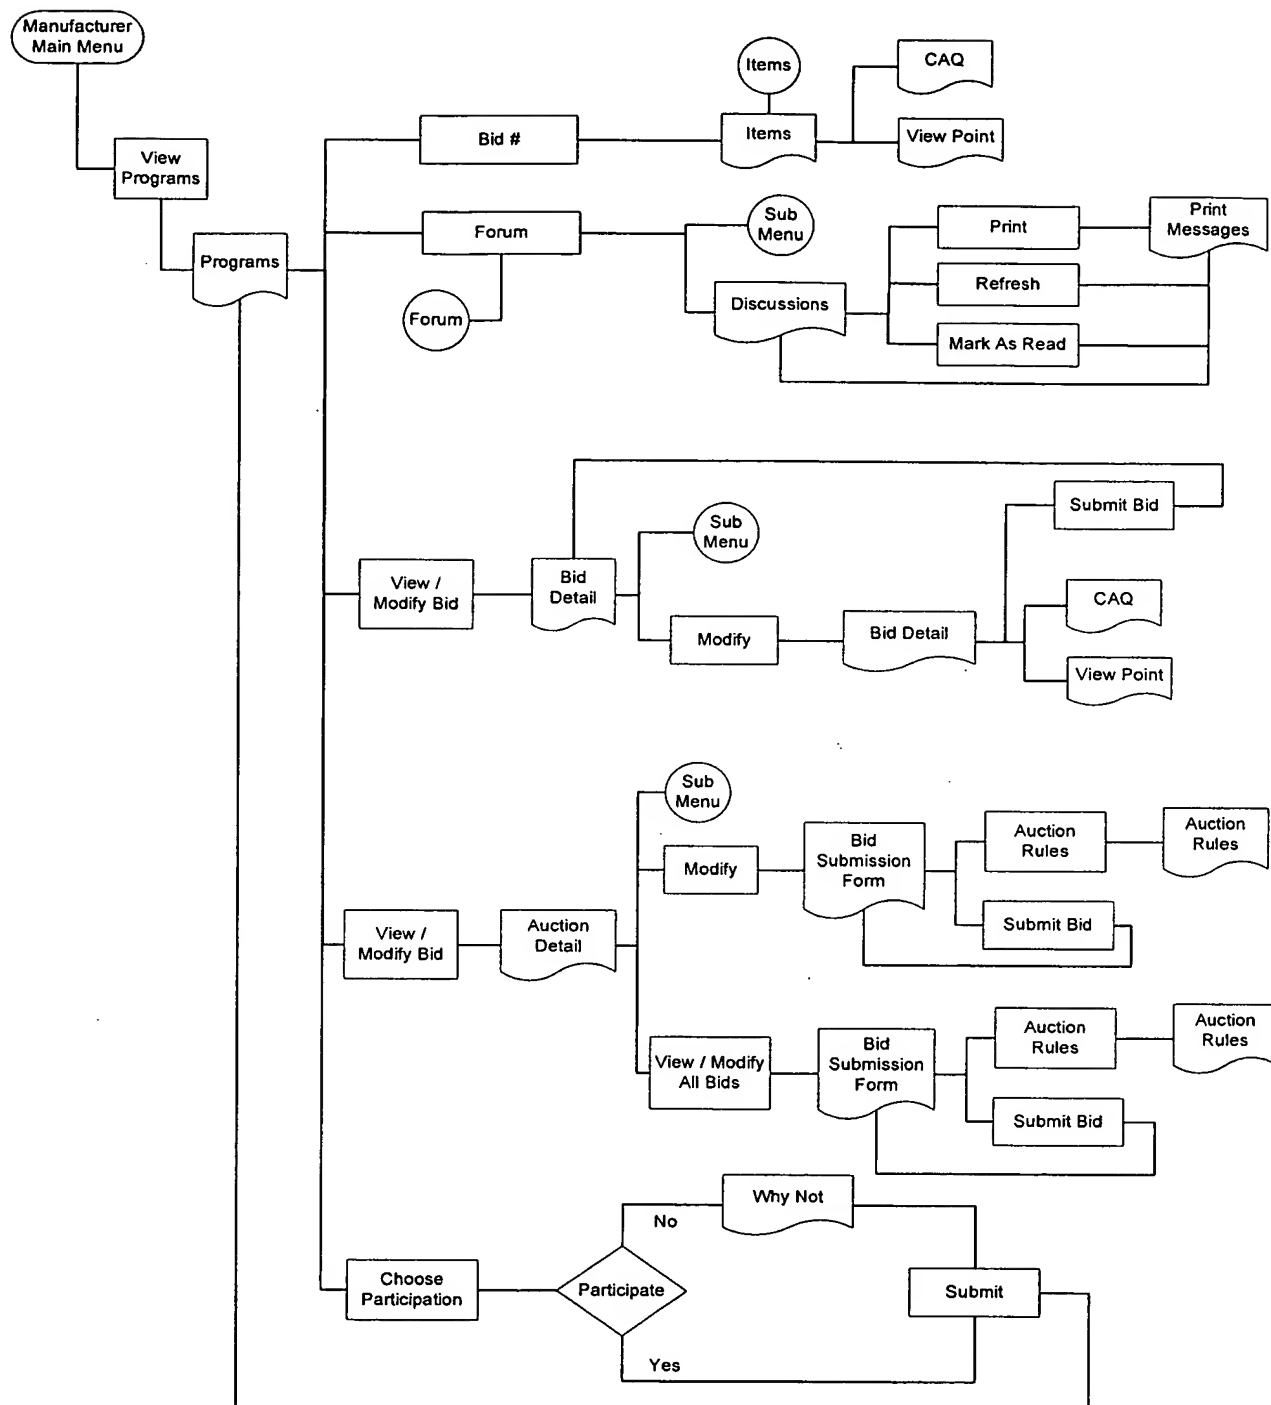 Manufacturer
Main Menu
View
Programs
Programs
Bid #
Items
Items
CAQ
View Point
Forum
Forum
Sub
Menu
Discussions
Print
Refresh
Mark As Read
Print
Messages
View /
Modify Bid
Bid
Detail
Sub
Menu
Modify
Bid Detail
Submit Bid
CAQ
View Point
View /
Modify Bid
Auction
Detail
Sub
Menu
Modify
Bid
Submission
Form
Auction
Rules
Auction
Rules
Submit Bid
View / Modify
All Bids
Bid
Submission
Form
Auction
Rules
Auction
Rules
Submit Bid
Choose
Participation
Participate
No
Why Not
Submit
Yes